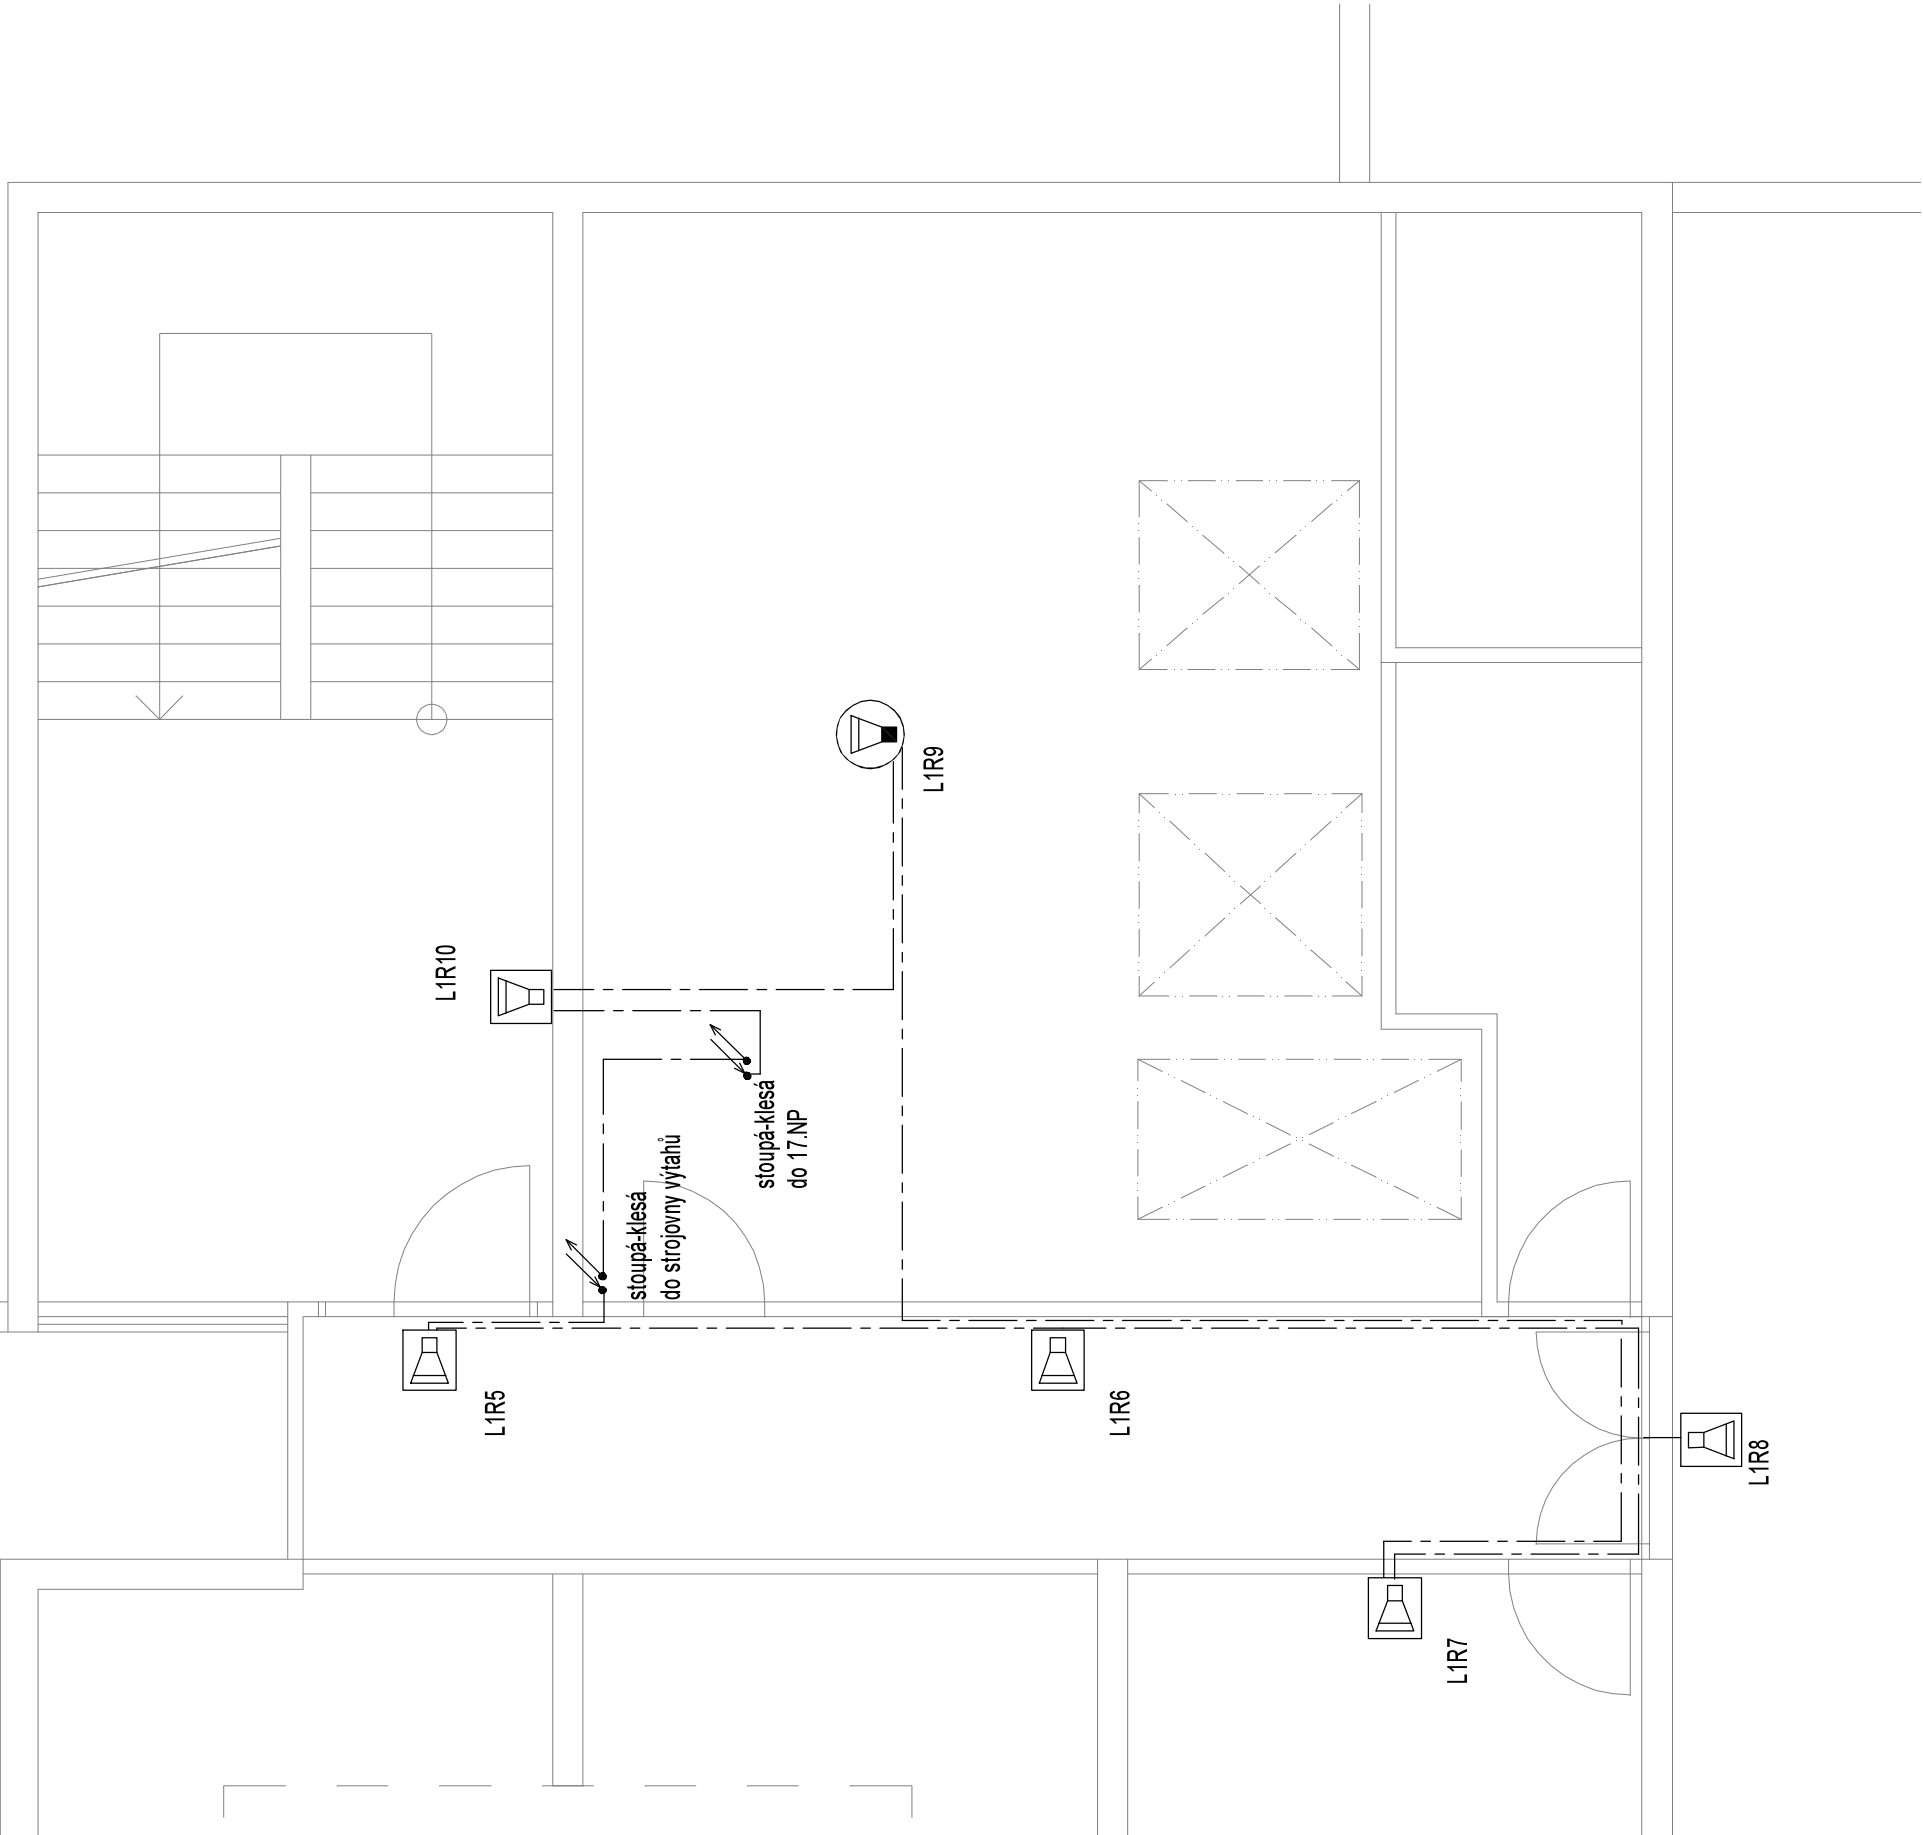 L1R9
L1R10
stoupá-klesá
do 17.NP
stoupá-klesá
do strojovny výtahů
L1R5
L1R6
L1R8
L1R7